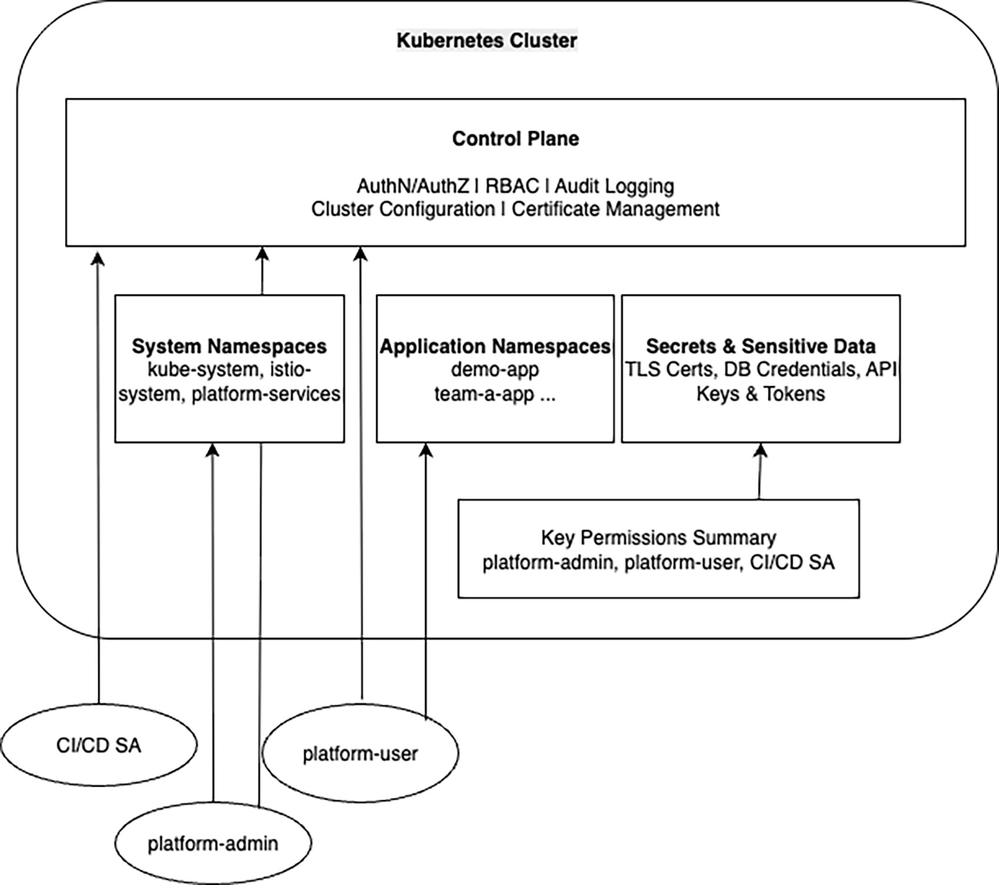 Kubernetes Cluster
Control Plane
AuthN/AuthZ | RBAC | Audit Logging
Cluster Configuration | Certificate Management
System Namespaces
kube-system, istio-
system, platform-services
Application Namespaces
demo-app
team-a-app ...
Secrets & Sensitive Data
TLS Certs, DB Credentials, API
Keys & Tokens
Key Permissions Summary
platform-admin, platform-user, CI/CD SA
CI/CD SA
platform-user
platform-admin